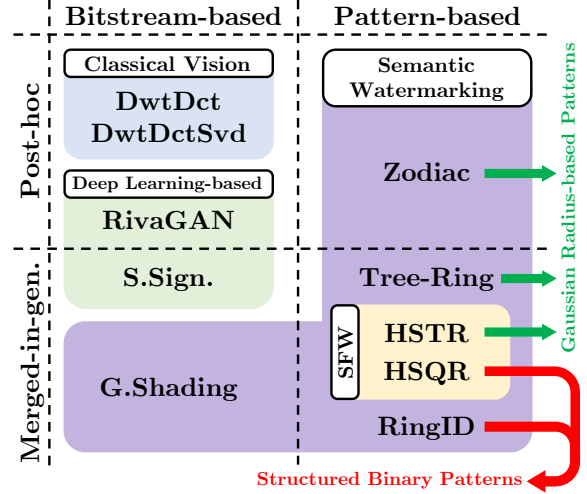 Bitstream-based
Pattern-based
Post-hoc
Classical Vision
DwtDct
DwtDctSvd
Deep Learning-based
RivaGAN
Semantic
Watermarking
Zodiac
Gaussian Radius-based Patterns
Merged-in-gen.
S.Sign.
Tree-Ring
G.Shading
SFW
HSTR
HSQR
RingID
Structured Binary Patterns